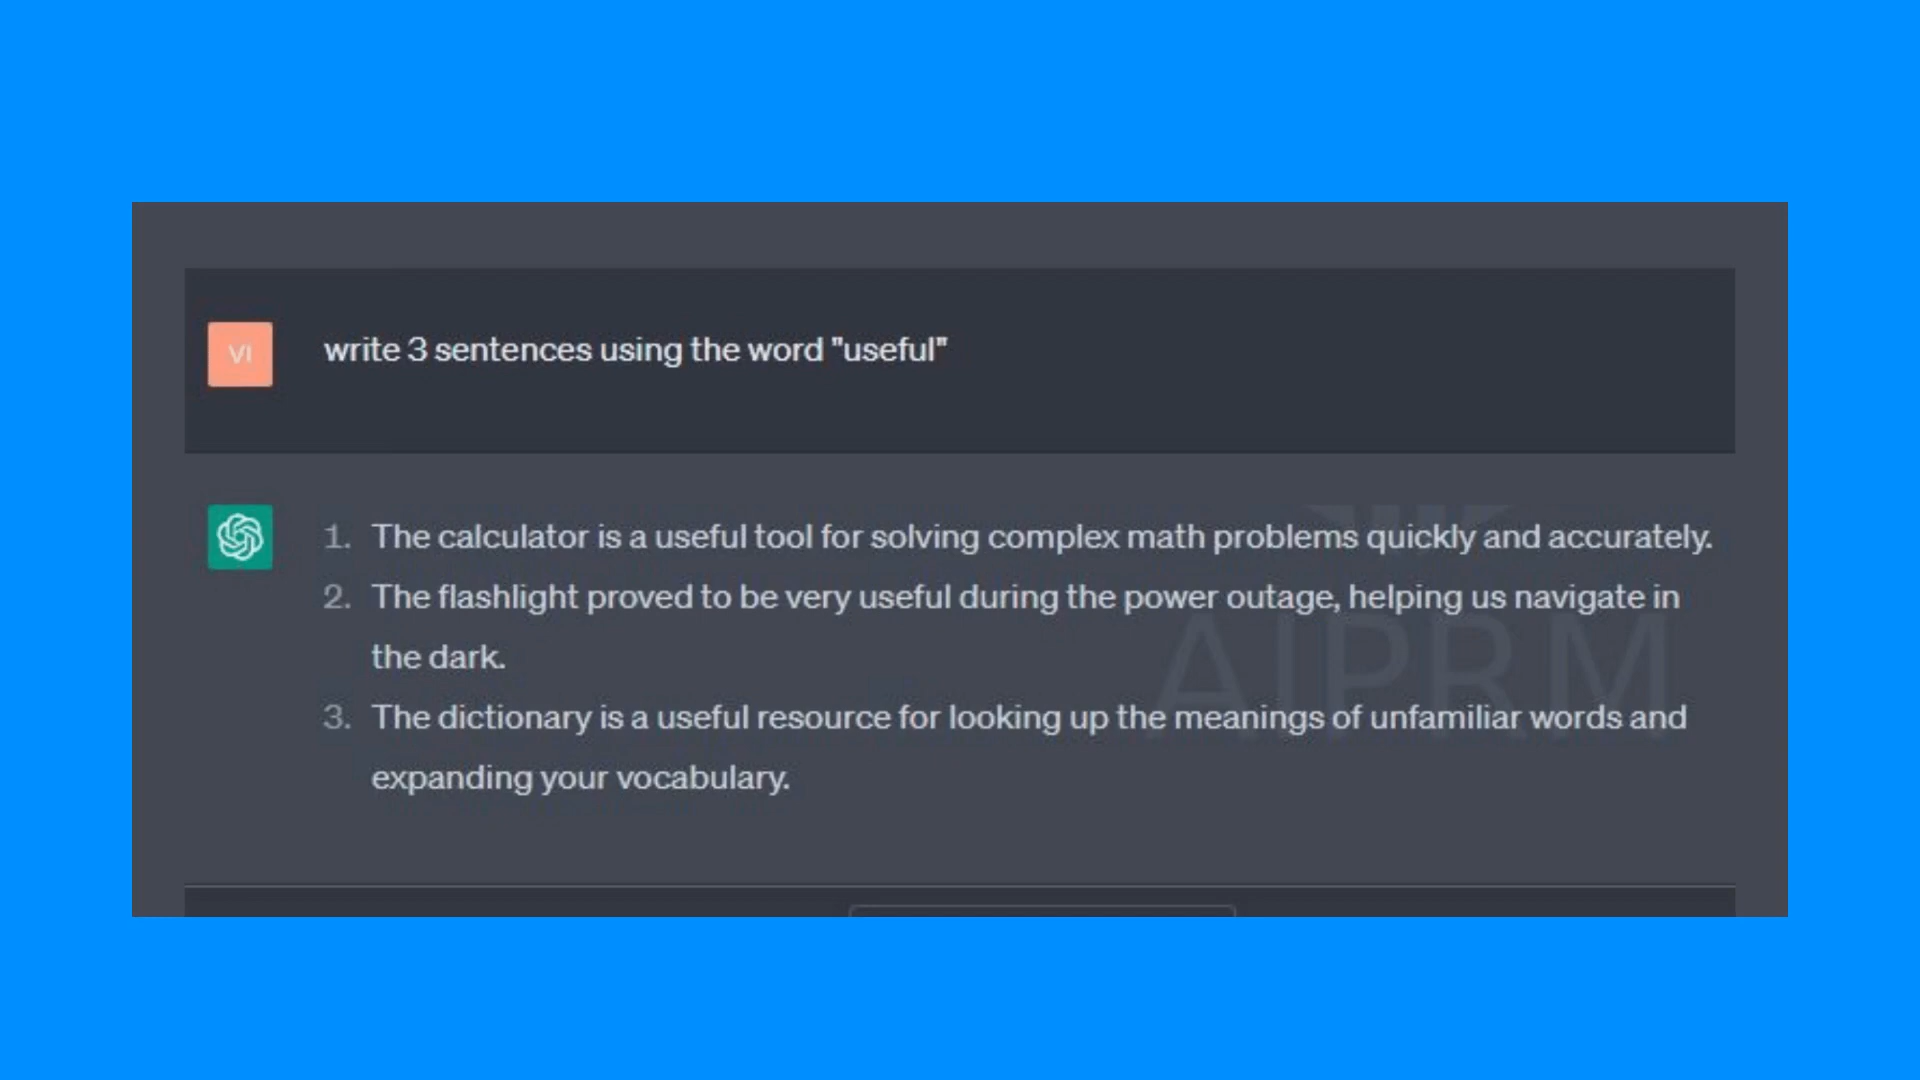 VI
write 3 sentences using the word "useful"
1. The calculator is a useful tool for solving complex math problems quickly and accurately.
2. The flashlight proved to be very useful during the power outage, helping us navigate in
the dark.
3. The dictionary is a useful resource for looking up the meanings of unfamiliar words and
expanding your vocabulary.
AIPRM